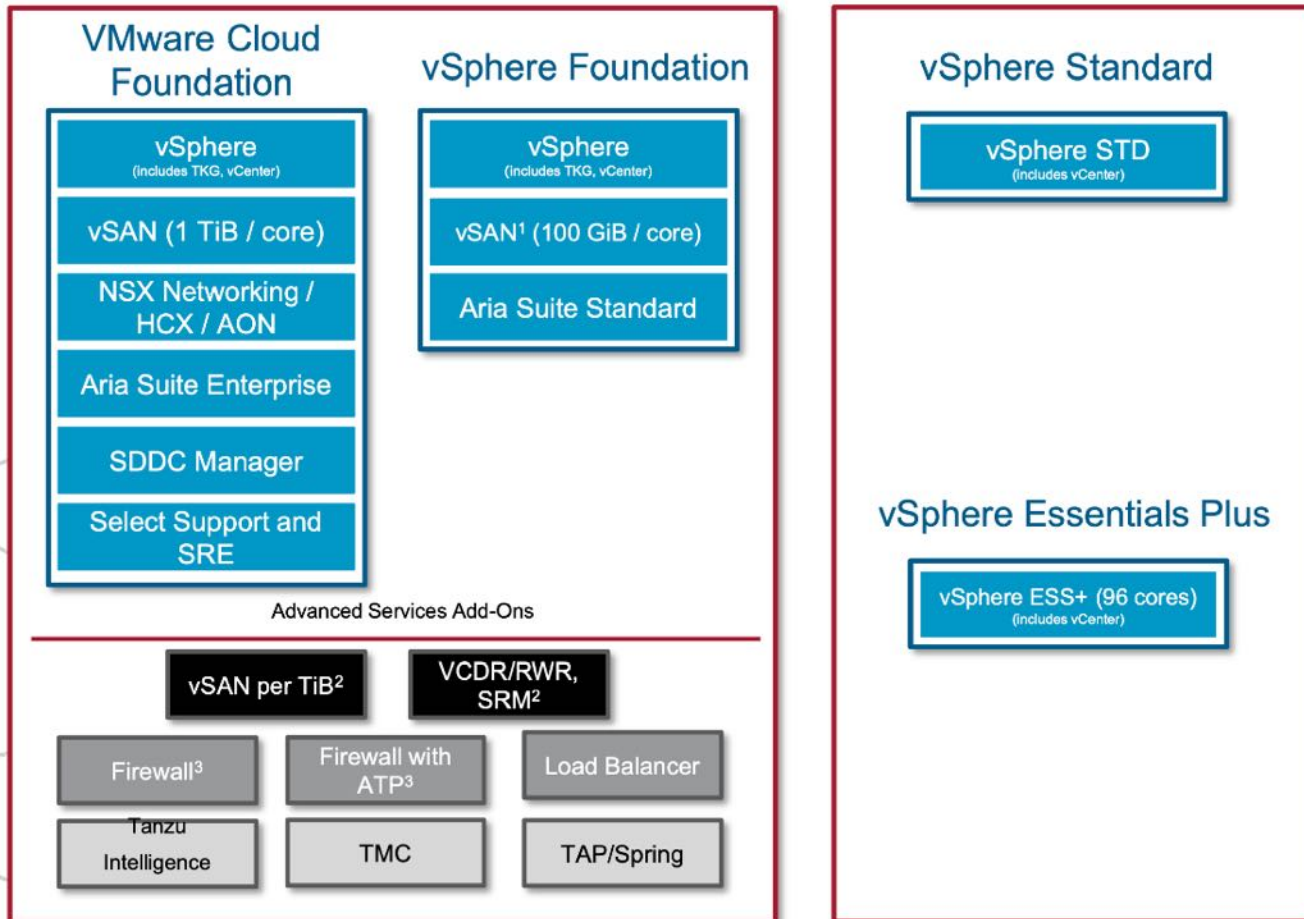 VMware Cloud
Foundation
vSphere
(includes TKG, vCenter)
vSAN (1 TiB / core)
NSX Networking /
HCX / AON
Aria Suite Enterprise
SDDC Manager
Select Support and
SRE
vSphere Foundation
vSphere
(includes TKG, vCenter)
vSAN¹ (100 GiB / core)
Aria Suite Standard
Advanced Services Add-Ons
vSAN per TiB²
VCDR/RWR,
SRM²
Firewall³
Firewall with
ATP³
Load Balancer
Tanzu
Intelligence
TMC
TAP/Spring
vSphere Standard
vSphere STD
(includes vCenter)
vSphere Essentials Plus
vSphere ESS+ (96 cores)
(includes vCenter)